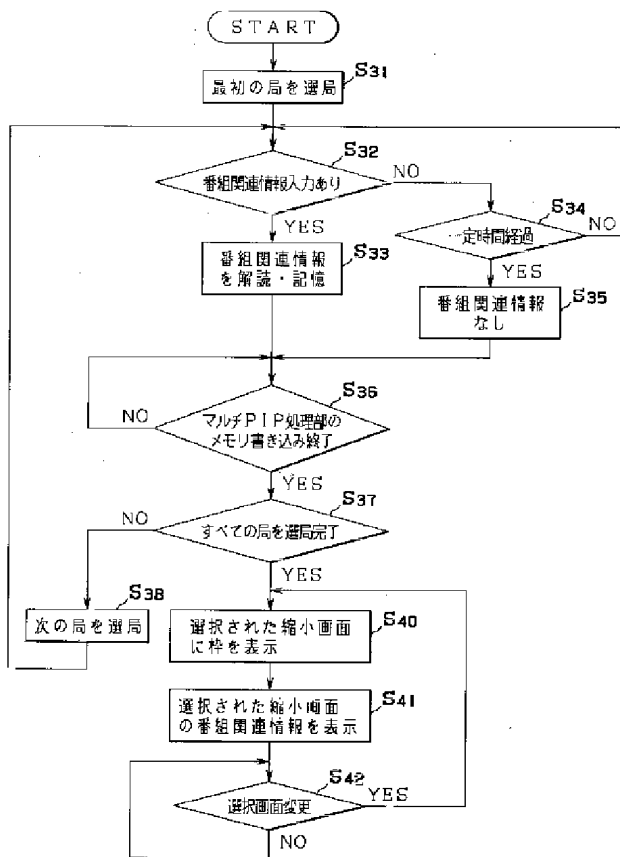 START
S31
最初の局を選局
S32
番組関連情報入力あり
NO
S34
YES
一定時間経過
NO
S33
番組関連情報
を解読・記憶
YES
S35
番組関連情報
なし
S36
NO
マルチPIP処理部の
メモリ書き込み終了
YES
S37
NO
すべての局を選局完了
YES
S38
次の局を選局
S40
選択された縮小画面
に枠を表示
S41
選択された縮小画面
の番組関連情報を表示
S42
選択画面変更
YES
NO